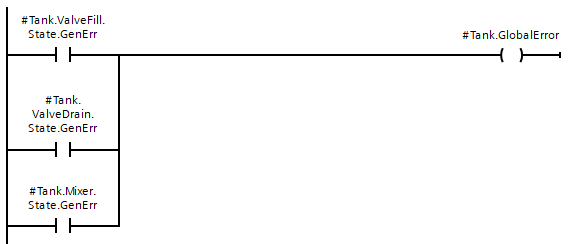 #Tank.ValveFill.
State.GenErr
#Tank.GlobalError
#Tank.
ValveDrain.
State.GenErr
#Tank.Mixer.
State.GenErr